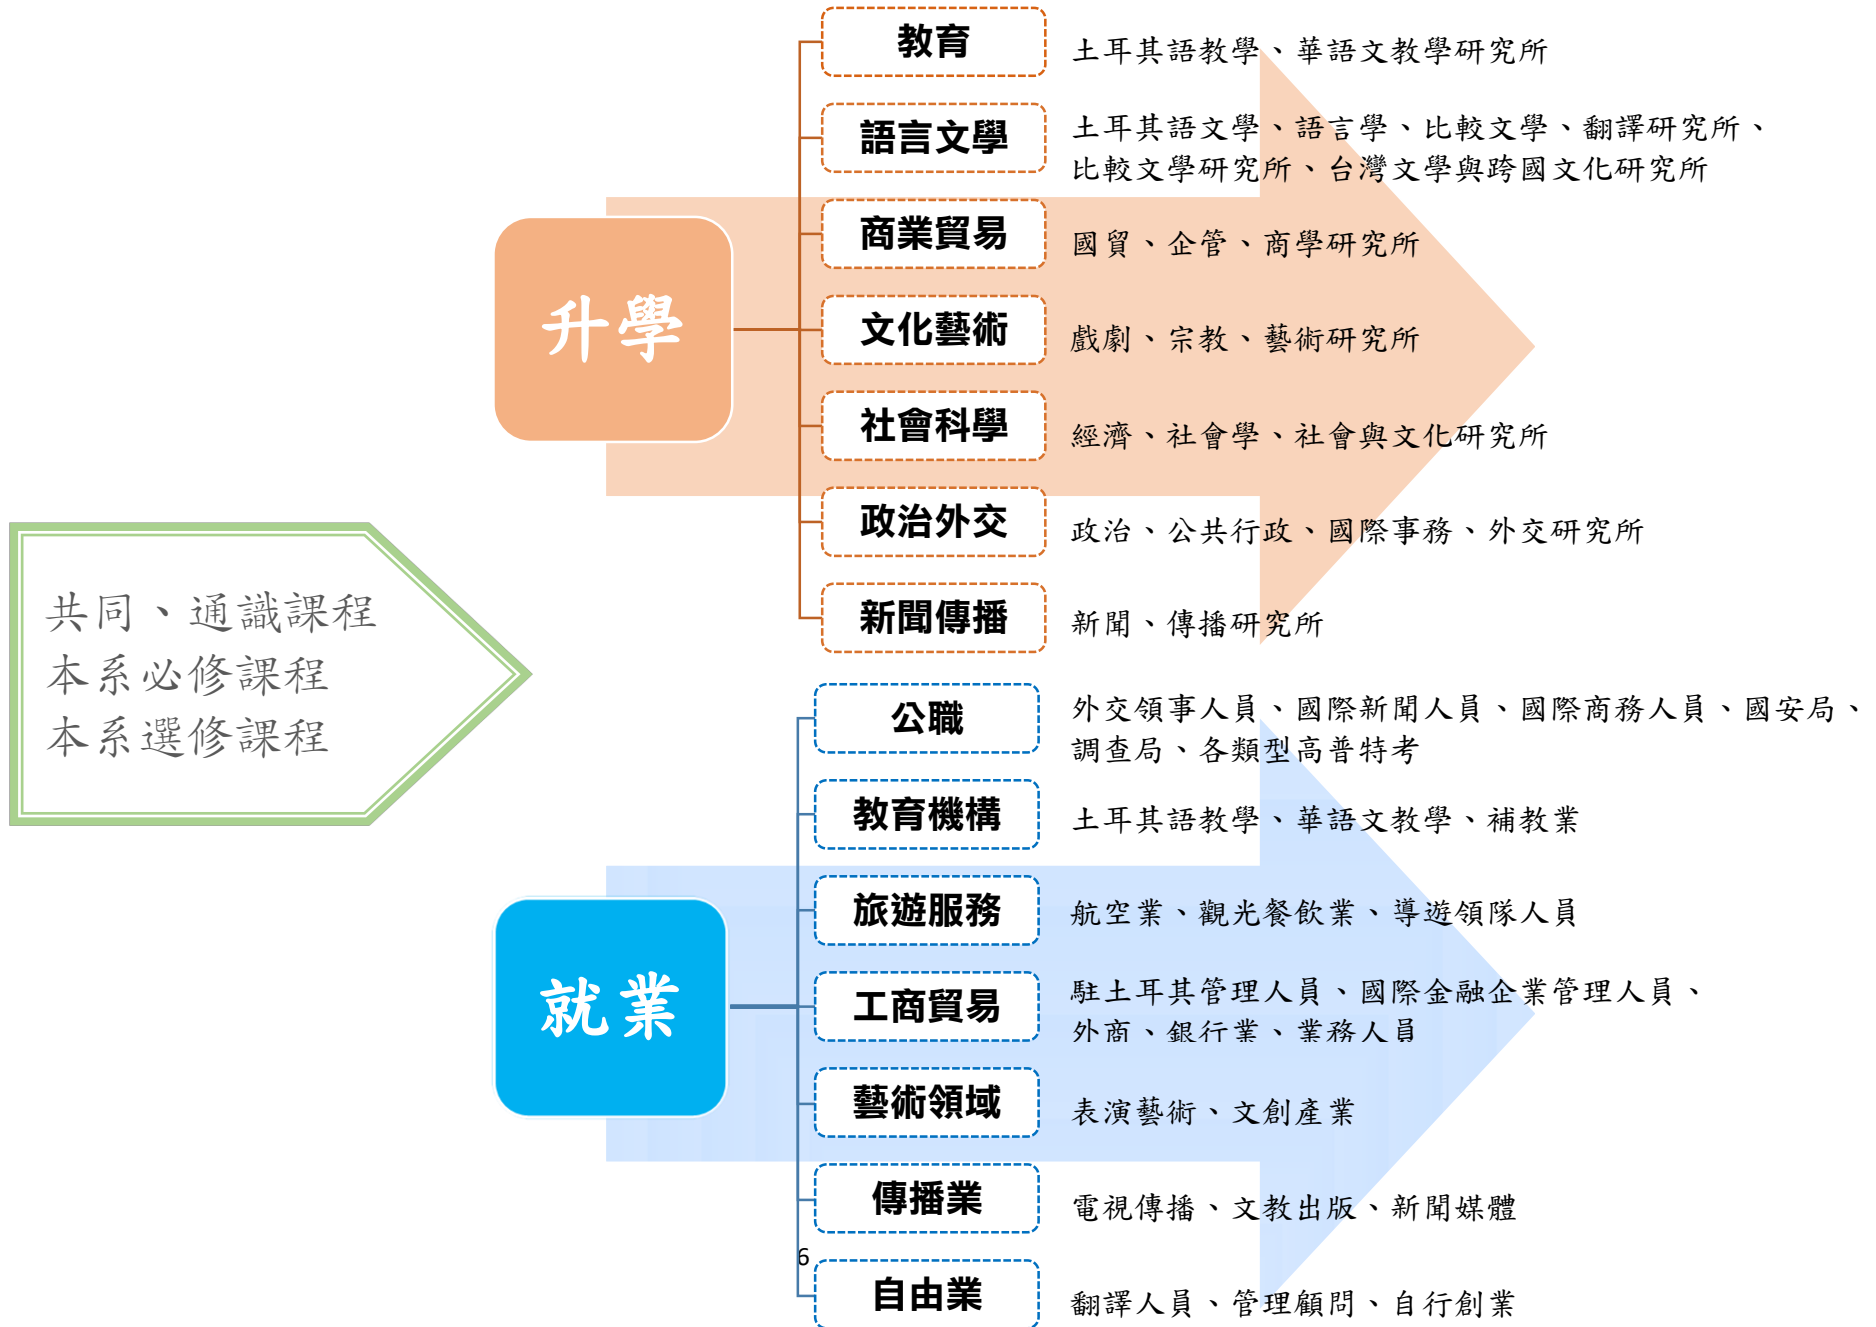 共同、通識課程
本系必修課程
本系選修課程
升學
教育
土耳其語教學、華語文教學研究所
語言文學
土耳其語文學、語言學、比較文學、翻譯研究所、
比較文學研究所、台灣文學與跨國文化研究所
商業貿易
國貿、企管、商學研究所
文化藝術
戲劇、宗教、藝術研究所
社會科學
經濟、社會學、社會與文化研究所
政治外交
政治、公共行政、國際事務、外交研究所
新聞傳播
新聞、傳播研究所
就業
公職
外交領事人員、國際新聞人員、國際商務人員、國安局、
調查局、各類型高普特考
教育機構
土耳其語教學、華語文教學、補教業
旅遊服務
航空業、觀光餐飲業、導遊領隊人員
工商貿易
駐土耳其管理人員、國際金融企業管理人員、
外商、銀行業、業務人員
藝術領域
表演藝術、文創產業
傳播業
電視傳播、文教出版、新聞媒體
6
自由業
翻譯人員、管理顧問、自行創業